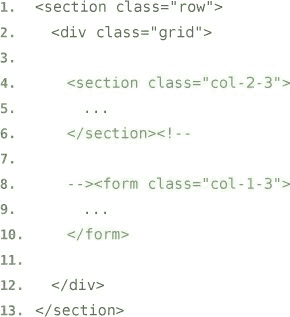 1. <section class="row">
2. <div class="grid">
3.
4. <section class="col-2-3">
5. ...
6. </section><!--
7.
8. --><form class="col-1-3">
9. ...
10. </form>
11.
12. </div>
13. </section>